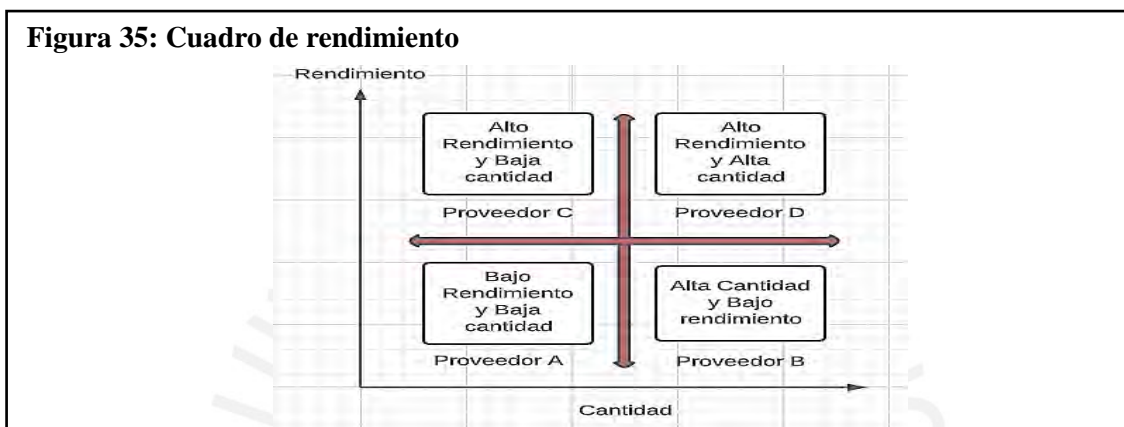 Figura 35: Cuadro de rendimiento
Rendimiento
Alto
Rendimiento
y Baja
cantidad
Proveedor C
Alto
Rendimiento
y Alta
cantidad
Proveedor D
Bajo
Rendimiento
y Baja
cantidad
Proveedor A
Alta Cantidad
y Bajo
rendimiento
Proveedor B
Cantidad